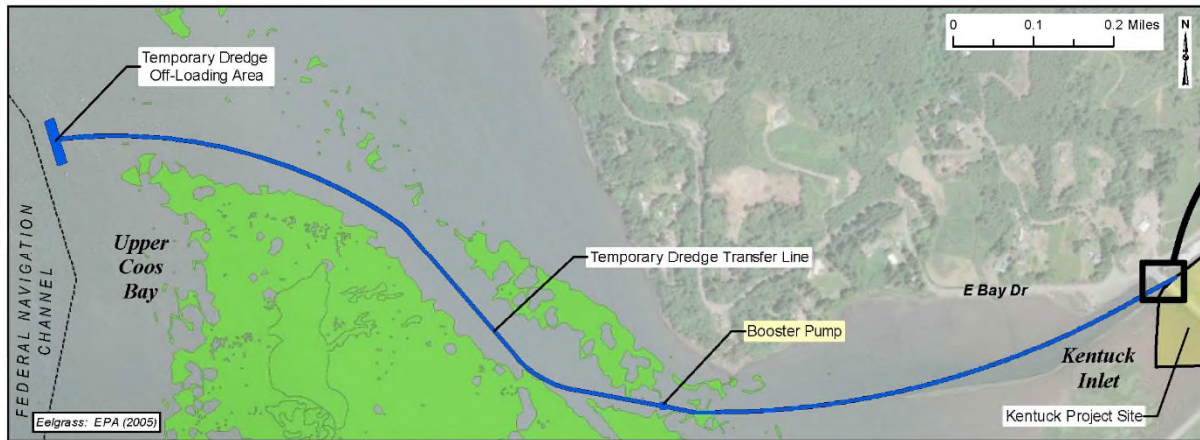 Temporary Dredge
Off-Loading Area
0 0.1 0.2 Miles
N
FEDERAL NAVIGATION
CHANNEL
Upper
Coos
Bay
Temporary Dredge Transfer Line
Booster Pump
E Bay Dr
Kentuck
Inlet
Kentuck Project Site
Eelgrass: EPA (2005)